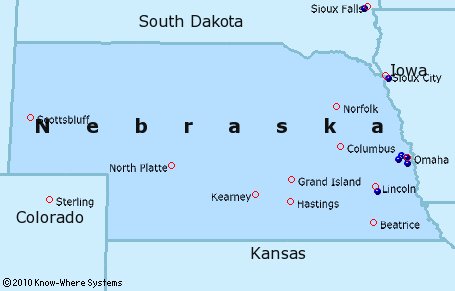 Sioux Falls
South Dakota
Iowa
Sioux City
Norfolk
Scottsbluff
Nebraska
Columbus
Omaha
North Platte
Grand Island
Lincoln
Kearney
Sterling
Hastings
Colorado
Beatrice
Kansas
©2010 Know-Where Systems